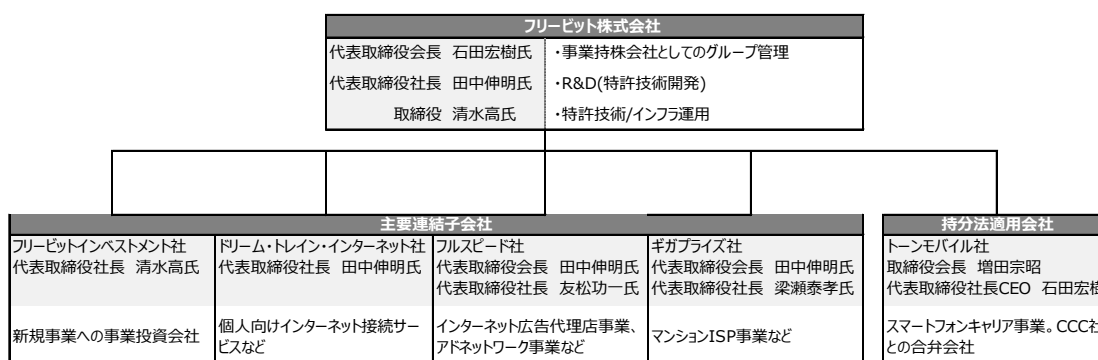 フリービット株式会社
代表取締役会長 石田宏樹氏 ・事業持株会社としてのグループ管理
代表取締役社長 田中伸明氏 ・R&D(特許技術開発)
取締役 清水高氏 ・特許技術/インフラ運用
主要連結子会社
フリービットインベストメント社
代表取締役社長 清水高氏
新規事業への事業投資会社
ドリーム・トレイン・インターネット社
代表取締役社長 田中伸明氏
個人向けインターネット接続サー
ビスなど
フルスピード社
代表取締役会長 田中伸明氏
代表取締役社長 友松功一氏
インターネット広告代理店事業、
アドネットワーク事業など
ギガプライズ社
代表取締役会長 田中伸明氏
代表取締役社長 梁瀬泰孝氏
マンションISP事業など
持分法適用会社
トーンモバイル社
取締役会長 増田宗昭
代表取締役社長CEO 石田宏樹
スマートフォンキャリア事業。CCC社
との合弁会社